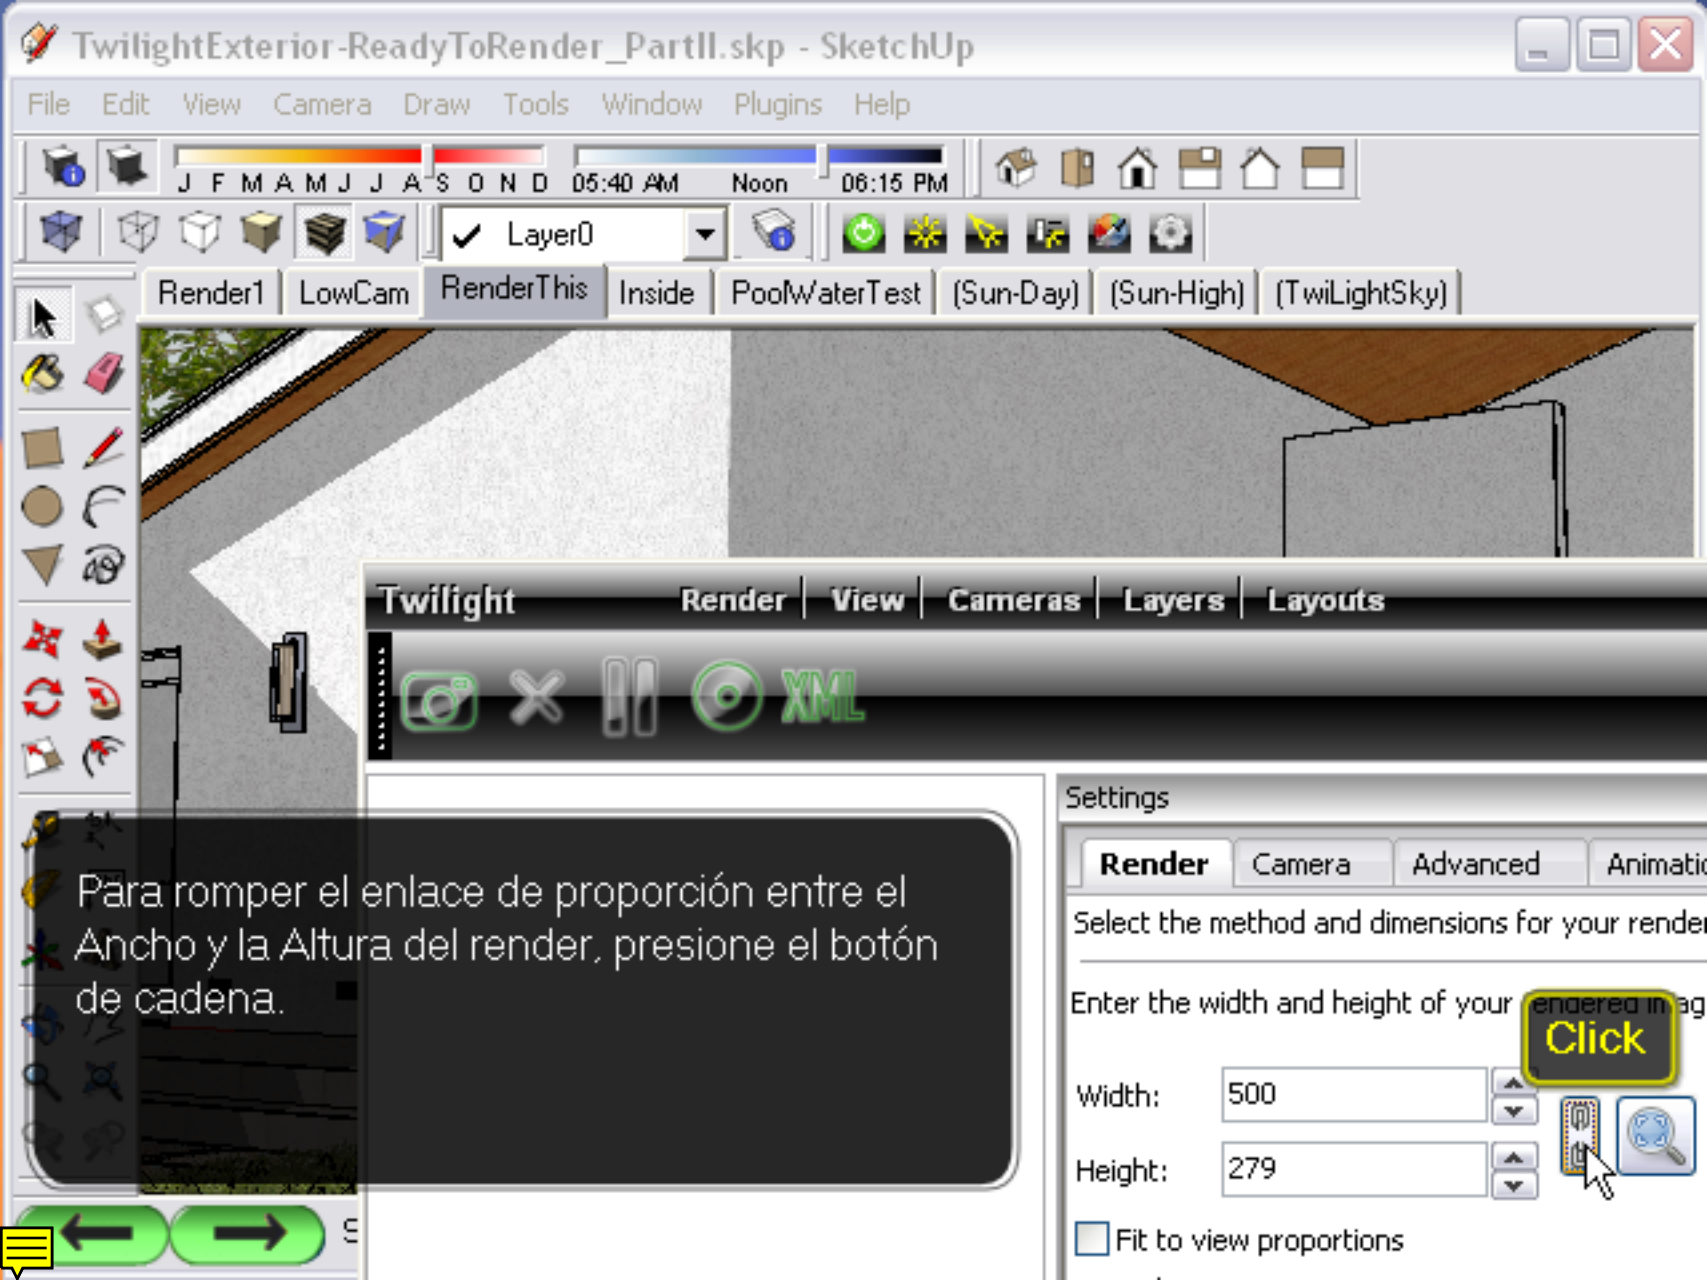 TwilightExterior-ReadyToRender_PartII.skp - SketchUp
File Edit View Camera Draw Tools Window Plugins Help
J F M A M J J A S O N D 05:40 AM Noon 06:15 PM
Layer0
Render1 LowCam RenderThis Inside PoolWaterTest (Sun-Day) (Sun-High) (TwiLightSky)
Twilight Render View Cameras Layers Layouts
XML
Settings
Render Camera Advanced Animatio
Select the method and dimensions for your render
Enter the width and height of your rendered imag
Click
Width: 500
Height: 279
Fit to view proportions
Para romper el enlace de proporción entre el
Ancho y la Altura del render, presione el botón
de cadena.
S